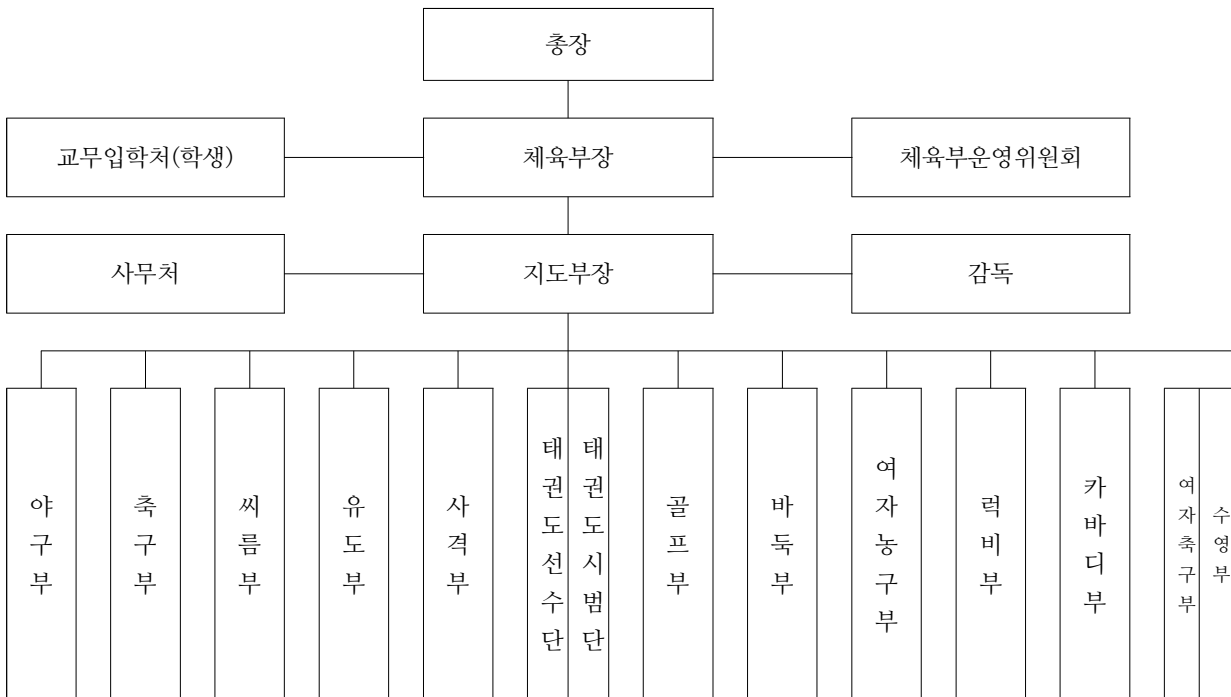 총장
교무입학처(학생)
체육부장
체육부운영위원회
사무처
지도부장
감독
야구부
축구부
씨름부
유도부
사격부
태권도선수단
태권도시범단
골프부
바둑부
여자농구부
럭비부
카바디부
여자축구부
수영부